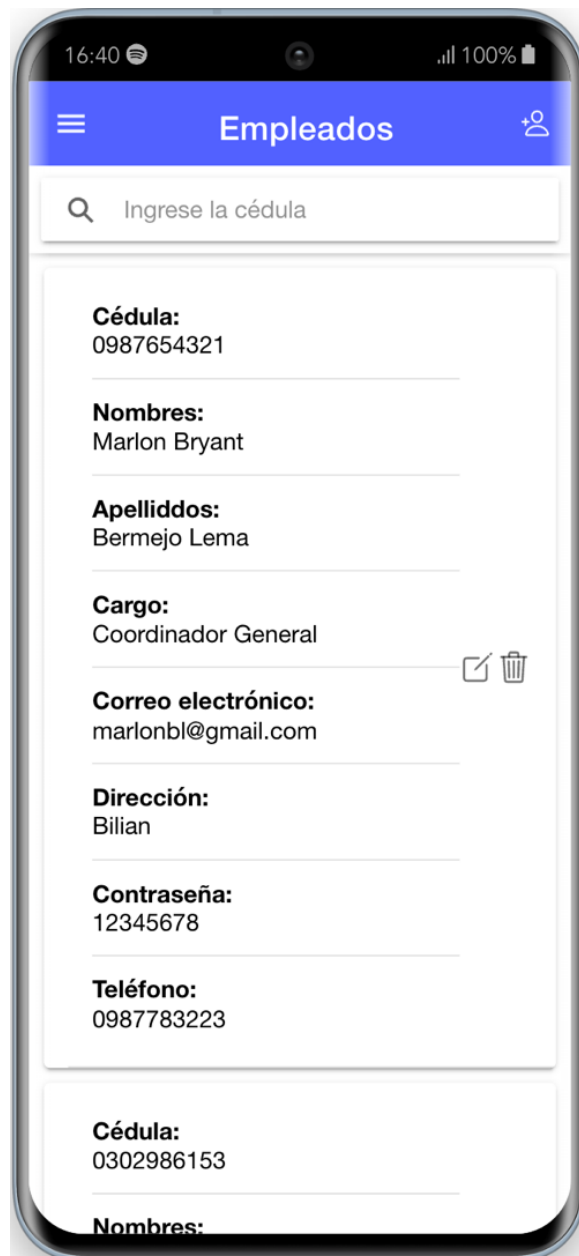 16:40 100%
Empleados
Ingrese la cédula
Cédula:
0987654321
Nombres:
Marlon Bryant
Apelliddos:
Bermejo Lema
Cargo:
Coordinador General
Correo electrónico:
marlonbl@gmail.com
Dirección:
Bilian
Contraseña:
12345678
Teléfono:
0987783223
Cédula:
0302986153
Nombres: